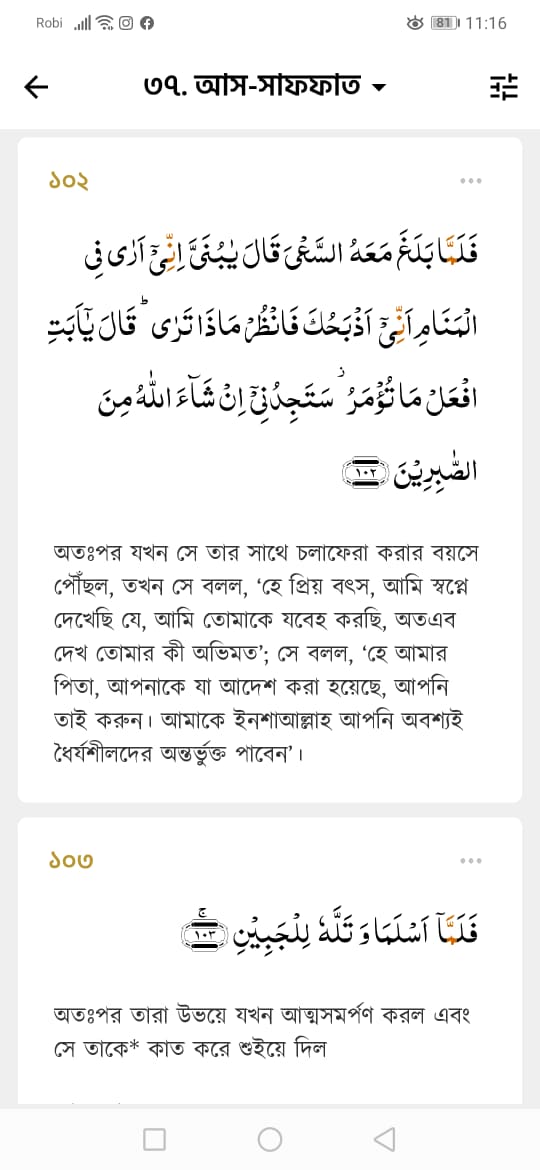 Robi 81 11:16
৩৭. আস-সাফফাত
১০২
فَلَمَّا بَلَغَ مَعَهُ السَّعْىَ قَالَ يٰبُنَىَّ اِنِّىْۤ اَرٰى فِى
الْمَنَامِ اَنِّىْۤ اَذْبَحُكَ فَانْظُرْ مَاذَا تَرٰىؕ قَالَ يٰۤاَبَتِ
افْعَلْ مَا تُؤْمَرُؗ سَتَجِدُنِىْۤ اِنْ شَآءَ اللّٰهُ مِنَ
الصّٰبِرِيْنَ ١٠٢
অতঃপর যখন সে তার সাথে চলাফেরা করার বয়সে
পৌঁছল, তখন সে বলল, ‘হে প্রিয় বৎস, আমি স্বপ্নে
দেখেছি যে, আমি তোমাকে যবেহ করছি, অতএব
দেখ তোমার কী অভিমত’; সে বলল, ‘হে আমার
পিতা, আপনাকে যা আদেশ করা হয়েছে, আপনি
তাই করুন। আমাকে ইনশাআল্লাহ আপনি অবশ্যই
ধৈর্যশীলদের অন্তর্ভুক্ত পাবেন’।
১০৩
فَلَمَّاۤ اَسْلَمَا وَ تَلَّهٗ لِلْجَبِيْنِۚ ١٠٣
অতঃপর তারা উভয়ে যখন আত্মসমর্পণ করল এবং
সে তাকে* কাত করে শুইয়ে দিল